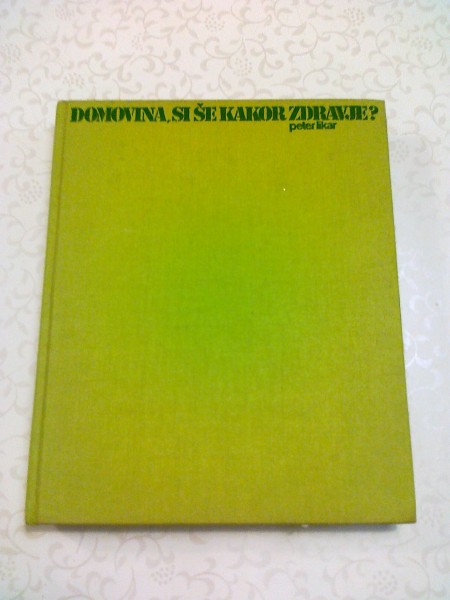 DOMOVINA, SI ŠE KAKOR ZDRAVJE?
peter likar